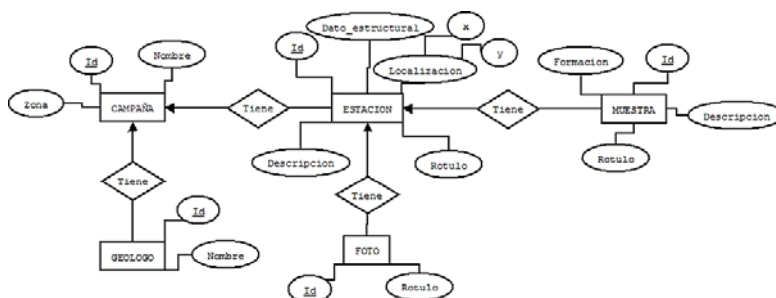 Dato_estructural
x
Id
Nombre
Id
y
Localizacion
Formacion
Id
Zona
CAMPAÑA
Tiene
ESTACION
Tiene
MUESTRA
Descripcion
Descripcion
Rotulo
Rotulo
Tiene
Tiene
Id
GEOLOGO
Nombre
FOTO
Id
Rotulo